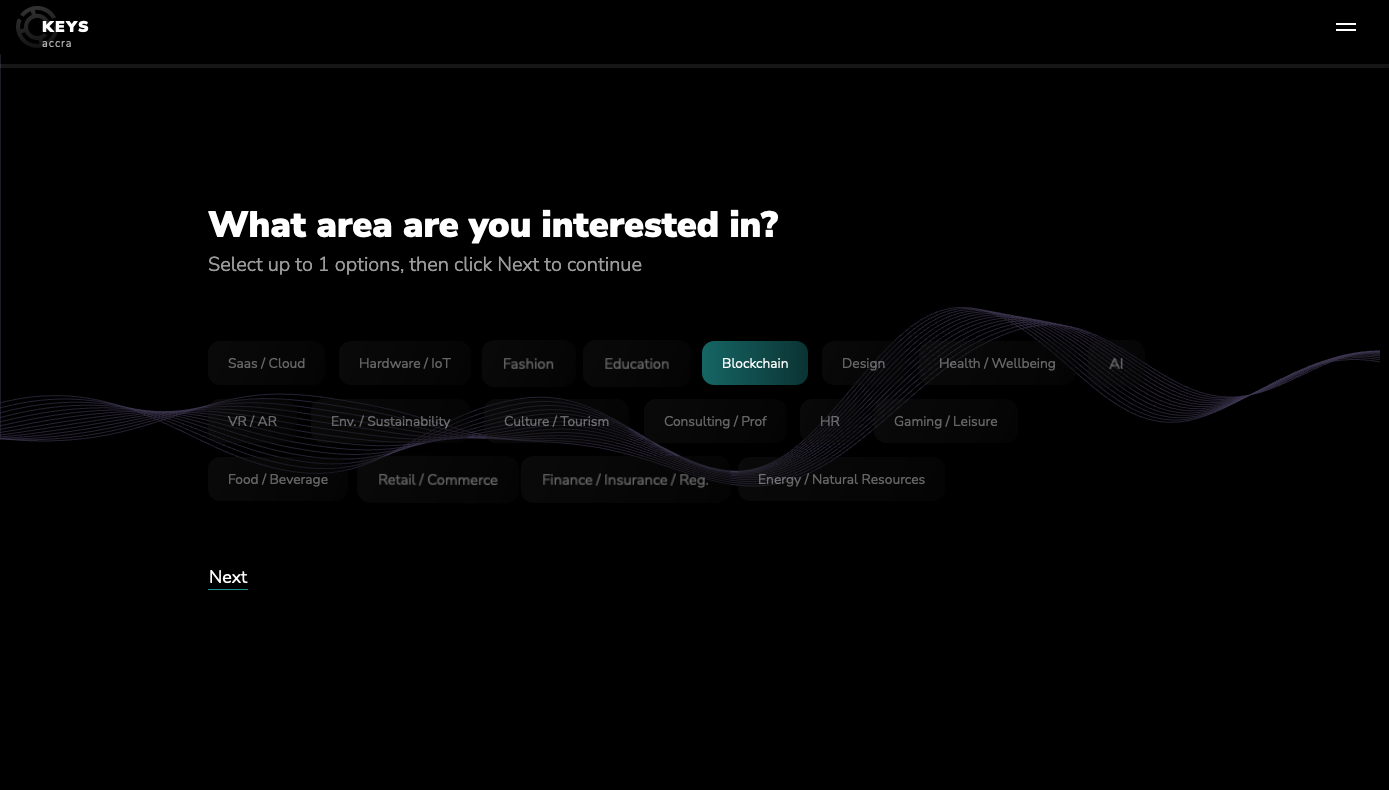 KEYS
accra
What area are you interested in?
Select up to 1 options, then click Next to continue
Saas / Cloud Hardware / IoT Fashion Education Blockchain Design Health / Wellbeing AI
VR / AR Env. / Sustainability Culture / Tourism Consulting / Prof HR Gaming / Leisure
Food / Beverage Retail / Commerce Finance / Insurance / Reg. Energy / Natural Resources
Next